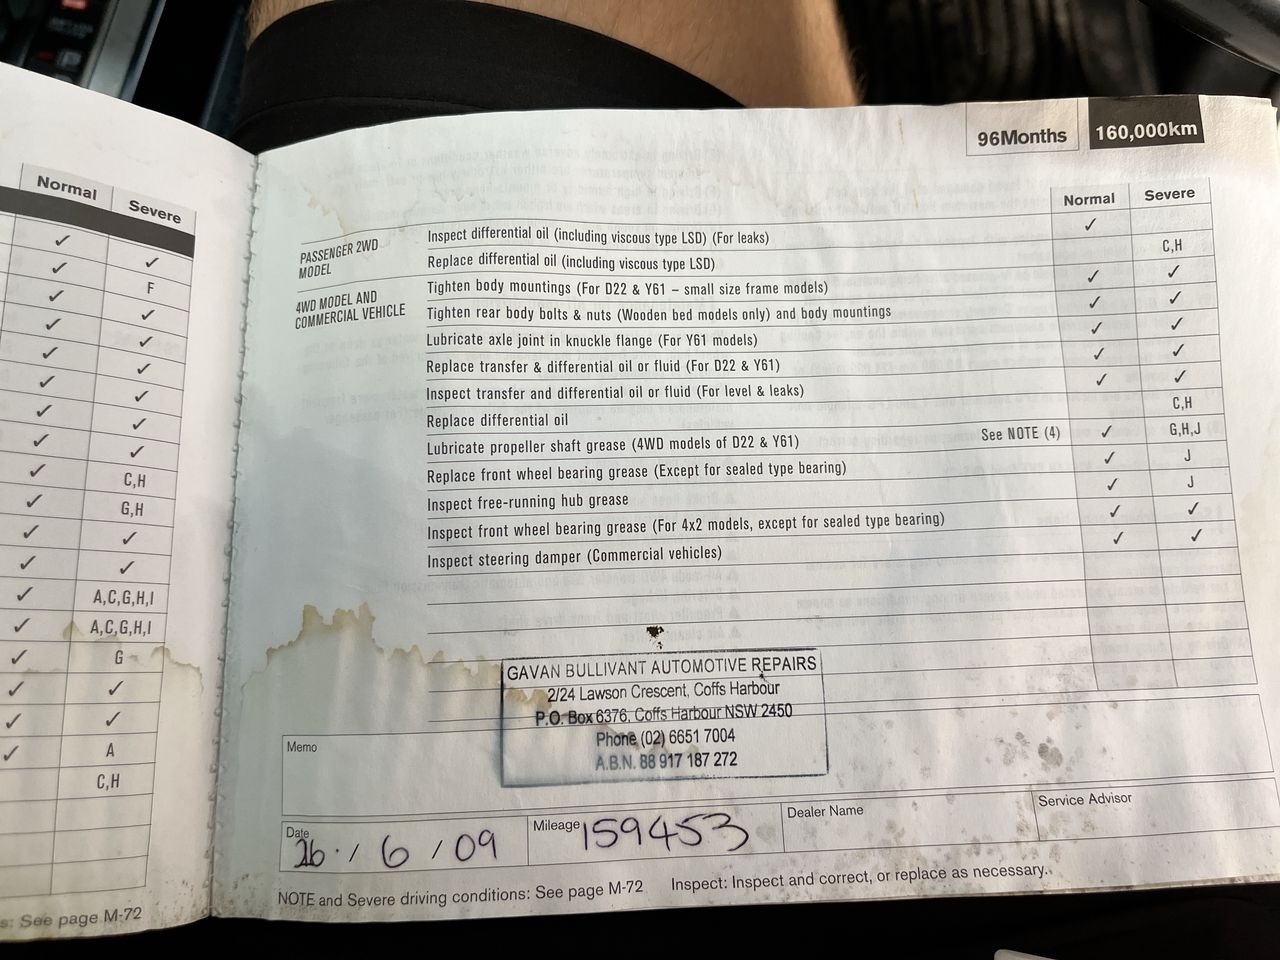 Normal Severe
✓ ✓
✓ F
✓ ✓
✓ ✓
✓ ✓
✓ ✓
✓ ✓
✓ ✓
✓ C,H
✓ G,H
✓ ✓
✓ ✓
✓ A,C,G,H,I
✓ A,C,G,H,I
✓ G
✓ ✓
✓ ✓
✓ A
C,H
See page M-72
96Months 160,000km
Normal Severe
PASSENGER 2WD MODEL
Inspect differential oil (including viscous type LSD) (For leaks) ✓
Replace differential oil (including viscous type LSD) C,H
4WD MODEL AND COMMERCIAL VEHICLE
Tighten body mountings (For D22 & Y61 – small size frame models) ✓ ✓
Tighten rear body bolts & nuts (Wooden bed models only) and body mountings ✓ ✓
Lubricate axle joint in knuckle flange (For Y61 models) ✓ ✓
Replace transfer & differential oil or fluid (For D22 & Y61) ✓ ✓
Inspect transfer and differential oil or fluid (For level & leaks) ✓ ✓
Replace differential oil C,H
Lubricate propeller shaft grease (4WD models of D22 & Y61) See NOTE (4) ✓ G,H,J
Replace front wheel bearing grease (Except for sealed type bearing) ✓ J
Inspect free-running hub grease ✓ J
Inspect front wheel bearing grease (For 4x2 models, except for sealed type bearing) ✓ ✓
Inspect steering damper (Commercial vehicles) ✓ ✓
GAVAN BULLIVANT AUTOMOTIVE REPAIRS
2/24 Lawson Crescent, Coffs Harbour
P.O. Box 6376, Coffs Harbour NSW 2450
Phone (02) 6651 7004
A.B.N. 88 917 187 272
Memo
Date 26 / 6 / 09 Mileage 159453 Dealer Name Service Advisor
NOTE and Severe driving conditions: See page M-72 Inspect: Inspect and correct, or replace as necessary.